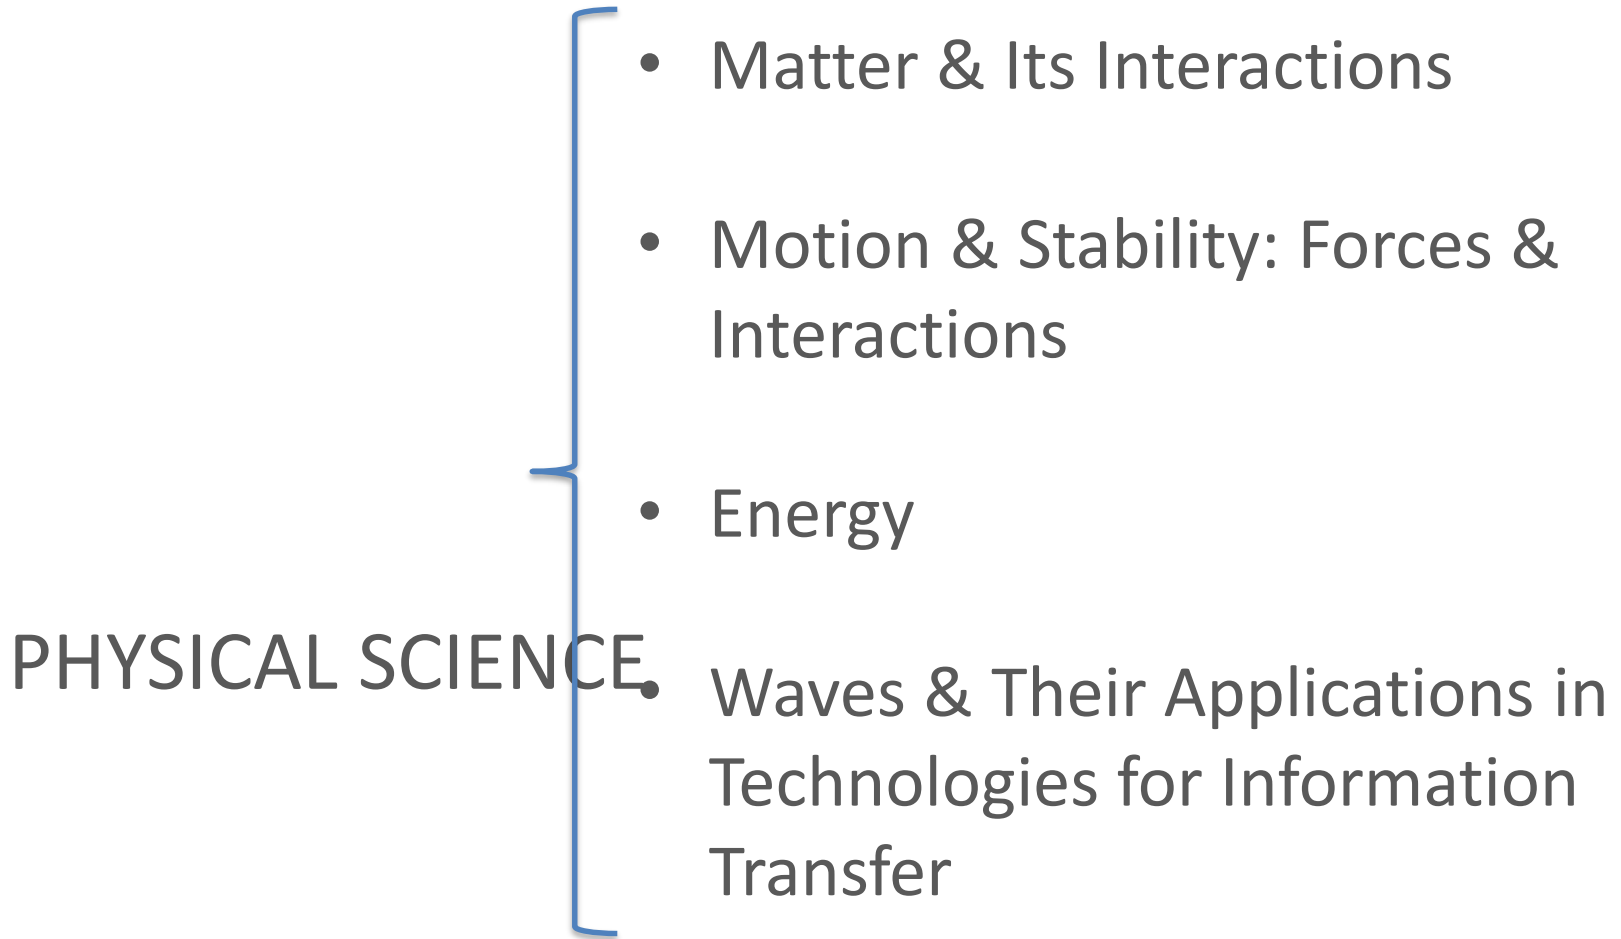 • Matter & Its Interactions
• Motion & Stability: Forces &
Interactions
• Energy
PHYSICAL SCIENCE
• Waves & Their Applications in
Technologies for Information
Transfer